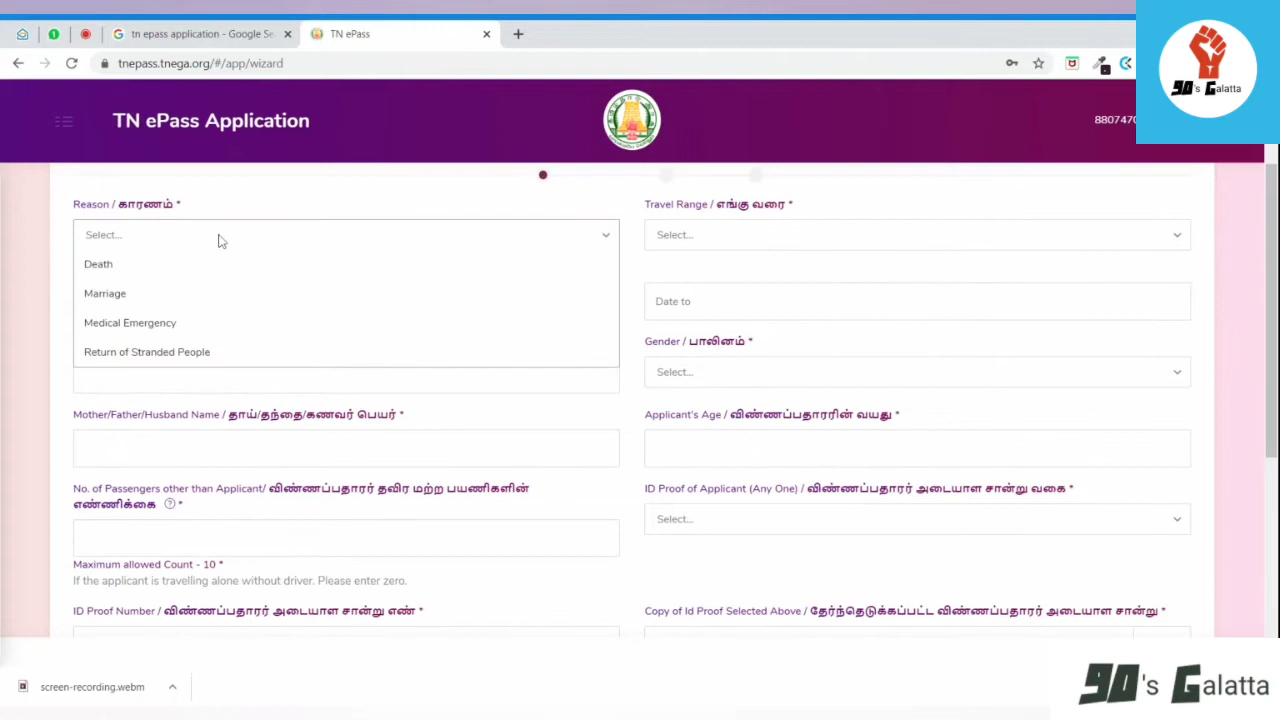 tn epass application - Google Se
TN ePass
tnepass.tnega.org/#/app/wizard
90's Galatta
TN ePass Application
880747
Reason / காரணம் *
Travel Range / எங்கு வரை *
Select...
Select...
Death
Marriage
Date to
Medical Emergency
Gender / பாலினம் *
Return of Stranded People
Select...
Mother/Father/Husband Name / தாய்/தந்தை/கணவர் பெயர் *
Applicant's Age / விண்ணப்பதாரரின் வயது *
No. of Passengers other than Applicant/ விண்ணப்பதாரர் தவிர மற்ற பயணிகளின்
எண்ணிக்கை ? *
ID Proof of Applicant (Any One) / விண்ணப்பதாரர் அடையாள சான்று வகை *
Select...
Maximum allowed Count - 10 *
If the applicant is travelling alone without driver. Please enter zero.
ID Proof Number / விண்ணப்பதாரர் அடையாள சான்று எண் *
Copy of Id Proof Selected Above / தேர்ந்தெடுக்கப்பட்ட விண்ணப்பதாரர் அடையாள சான்று *
screen-recording.webm
90's Galatta